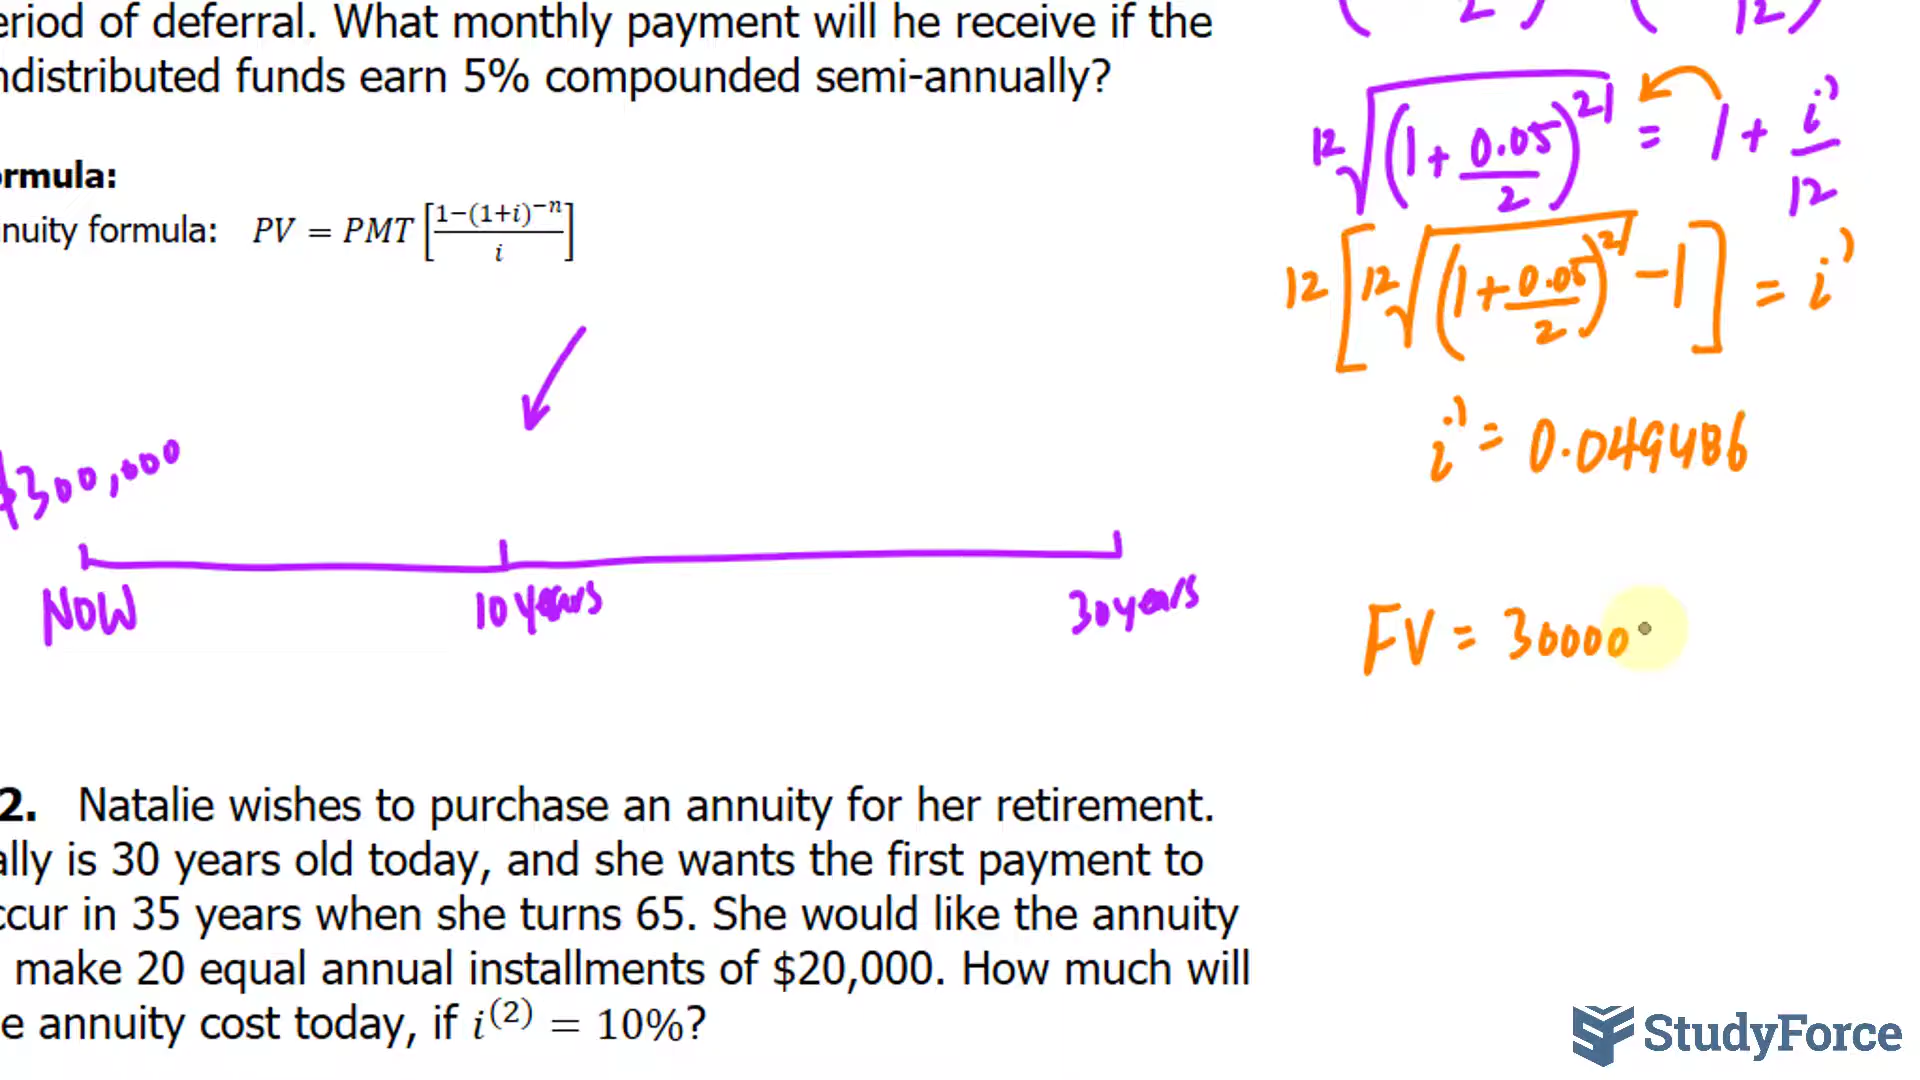 eriod of deferral. What monthly payment will he receive if the
ndistributed funds earn 5% compounded semi-annually?
ormula:
nuity formula: PV = PMT [1−(1+i)^−n / i]
$300,000
NOW
10 years
30 years
2
12
12√((1 + 0.05/2)^2) = 1 + i'/12
12[12√((1 + 0.05/2)^2) − 1] = i'
i' = 0.049486
FV = 30000
2. Natalie wishes to purchase an annuity for her retirement.
ally is 30 years old today, and she wants the first payment to
ccur in 35 years when she turns 65. She would like the annuity
make 20 equal annual installments of $20,000. How much will
e annuity cost today, if i^(2) = 10%?
StudyForce